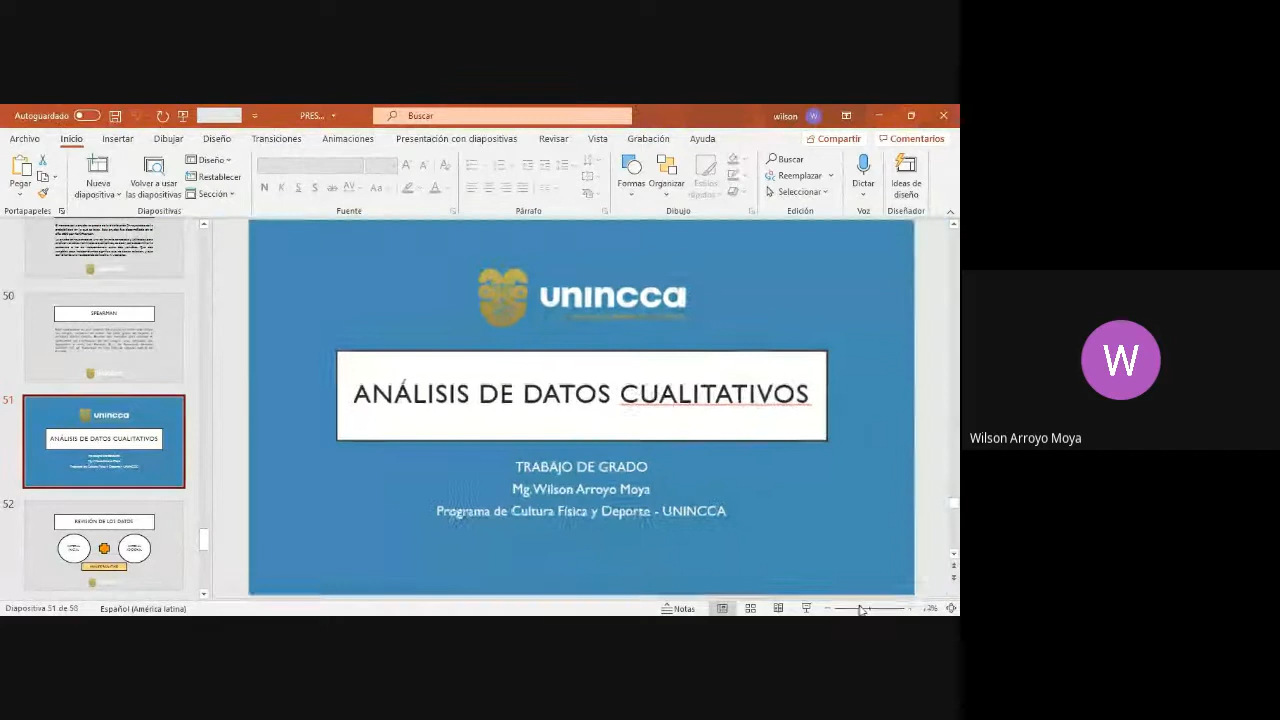 Autoguardado
PRES...
Buscar
wilson
W
Archivo
Inicio
Insertar
Dibujar
Diseño
Transiciones
Animaciones
Presentación con diapositivas
Revisar
Vista
Grabación
Ayuda
Compartir
Comentarios
Pegar
Nueva
diapositiva
Volver a usar
las diapositivas
Diseño
Restablecer
Sección
N
K
S
S
ab
AV
Aa
A
Formas
Organizar
Estilos
rápidos
Buscar
Reemplazar
Seleccionar
Dictar
Ideas de
diseño
Portapapeles
Diapositivas
Fuente
Párrafo
Dibujo
Edición
Voz
Diseñador
50
SPEARMAN
51
unincca
ANÁLISIS DE DATOS CUALITATIVOS
52
REVISIÓN DE LOS DATOS
unincca
ANÁLISIS DE DATOS CUALITATIVOS
TRABAJO DE GRADO
Mg. Wilson Arroyo Moya
Programa de Cultura Física y Deporte - UNINCCA
Diapositiva 51 de 58
Español (América latina)
Notas
W
Wilson Arroyo Moya